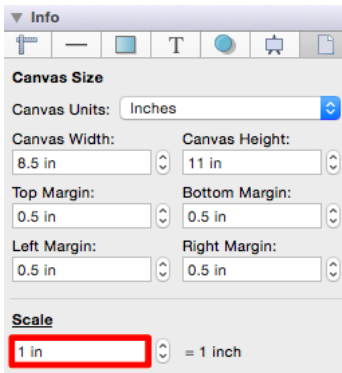 Info
T
Canvas Size
Canvas Units: Inches
Canvas Width: Canvas Height:
8.5 in 11 in
Top Margin: Bottom Margin:
0.5 in 0.5 in
Left Margin: Right Margin:
0.5 in 0.5 in
Scale
1 in = 1 inch